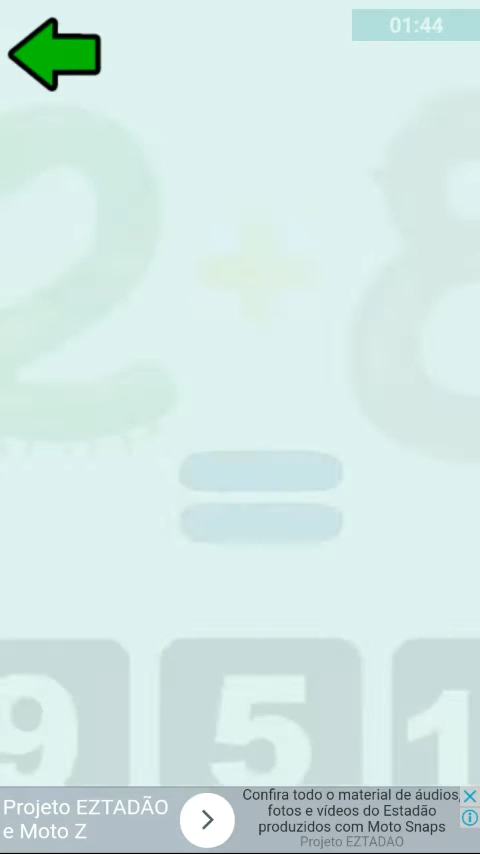 01:44
2 + 8
=
9 5 1
Projeto EZTADÃO
e Moto Z
Confira todo o material de áudios,
fotos e vídeos do Estadão
produzidos com Moto Snaps
Projeto EZTADAO